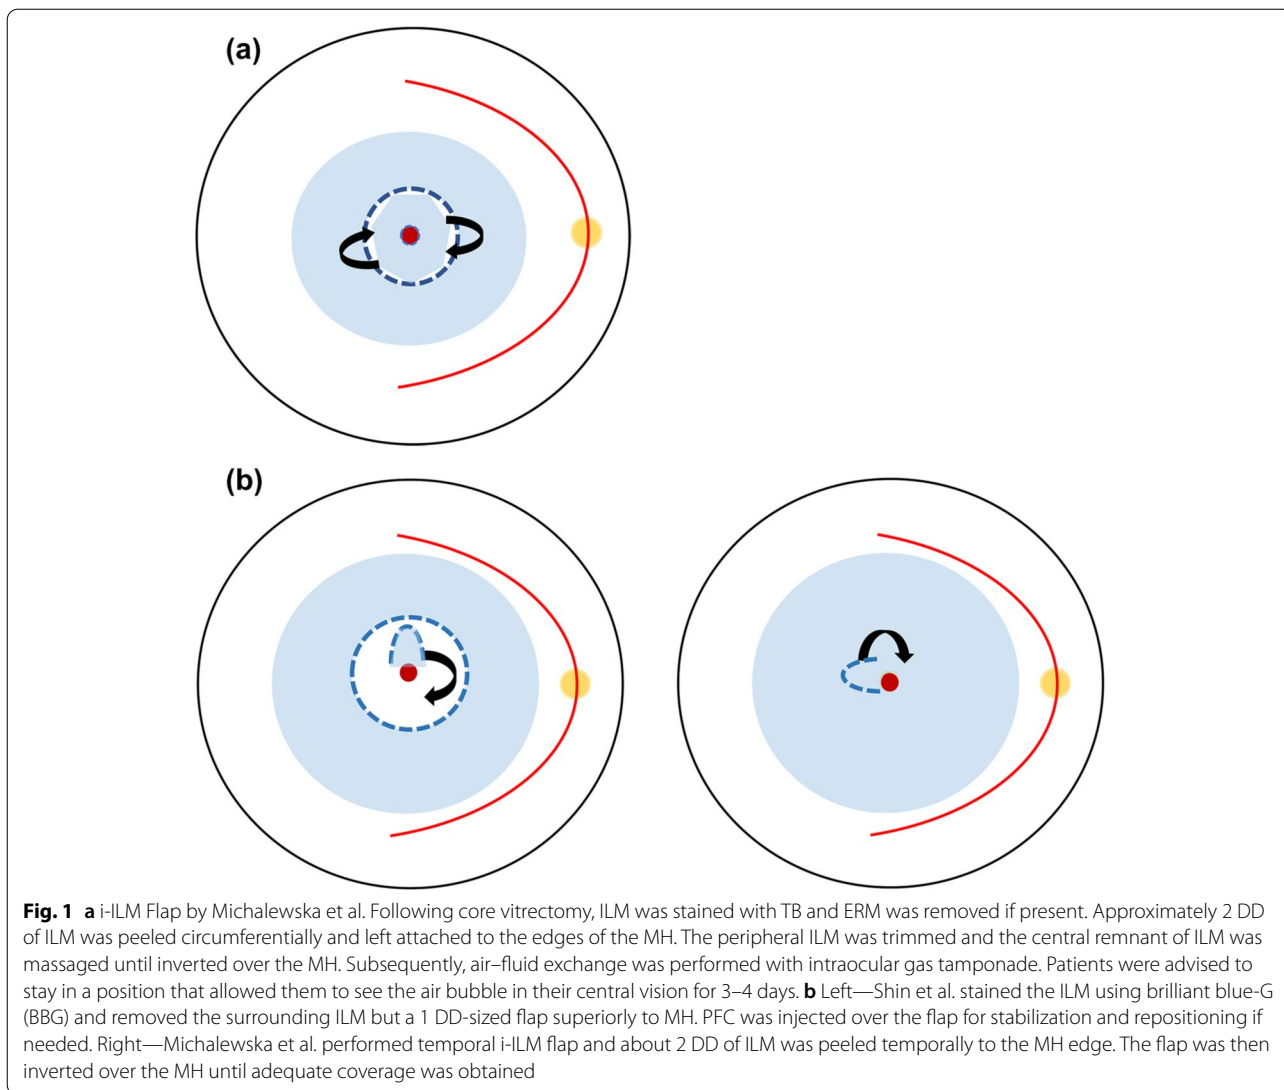 (a)
(b)
Fig. 1 a i-ILM Flap by Michalewska et al. Following core vitrectomy, ILM was stained with TB and ERM was removed if present. Approximately 2 DD
of ILM was peeled circumferentially and left attached to the edges of the MH. The peripheral ILM was trimmed and the central remnant of ILM was
massaged until inverted over the MH. Subsequently, air–fluid exchange was performed with intraocular gas tamponade. Patients were advised to
stay in a position that allowed them to see the air bubble in their central vision for 3–4 days. b Left—Shin et al. stained the ILM using brilliant blue-G
(BBG) and removed the surrounding ILM but a 1 DD-sized flap superiorly to MH. PFC was injected over the flap for stabilization and repositioning if
needed. Right—Michalewska et al. performed temporal i-ILM flap and about 2 DD of ILM was peeled temporally to the MH edge. The flap was then
inverted over the MH until adequate coverage was obtained